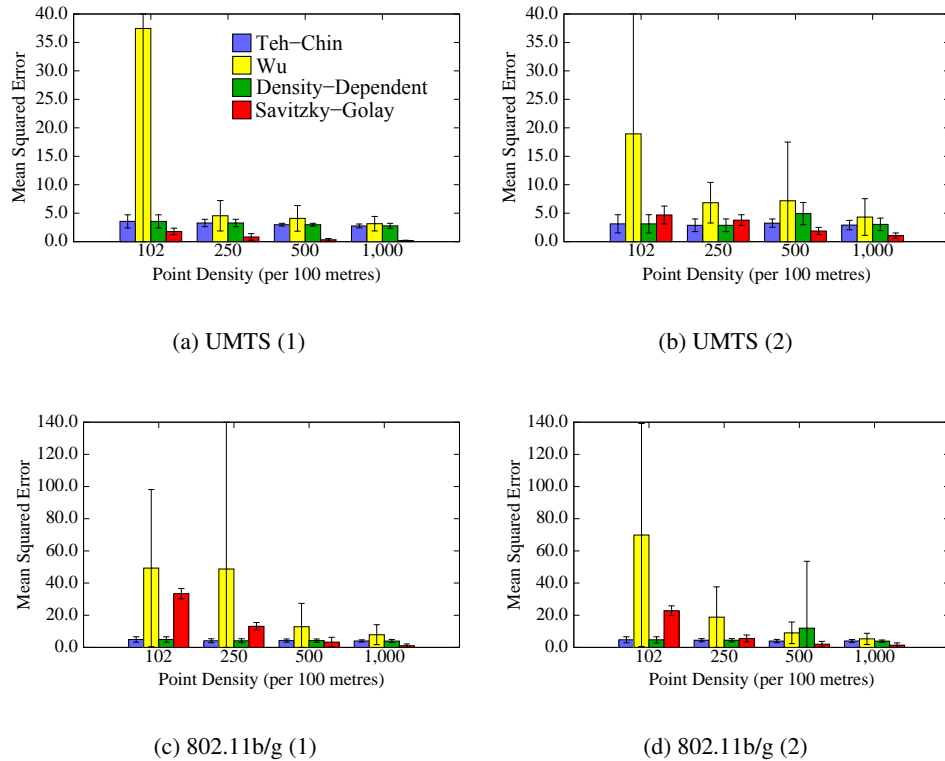 40.0
35.0
30.0
25.0
20.0
15.0
10.0
5.0
0.0
Mean Squared Error
Teh−Chin
Wu
Density−Dependent
Savitzky−Golay
102 250 500 1,000
Point Density (per 100 metres)
(a) UMTS (1)
40.0
35.0
30.0
25.0
20.0
15.0
10.0
5.0
0.0
Mean Squared Error
102 250 500 1,000
Point Density (per 100 metres)
(b) UMTS (2)
140.0
120.0
100.0
80.0
60.0
40.0
20.0
0.0
Mean Squared Error
102 250 500 1,000
Point Density (per 100 metres)
(c) 802.11b/g (1)
140.0
120.0
100.0
80.0
60.0
40.0
20.0
0.0
Mean Squared Error
102 250 500 1,000
Point Density (per 100 metres)
(d) 802.11b/g (2)